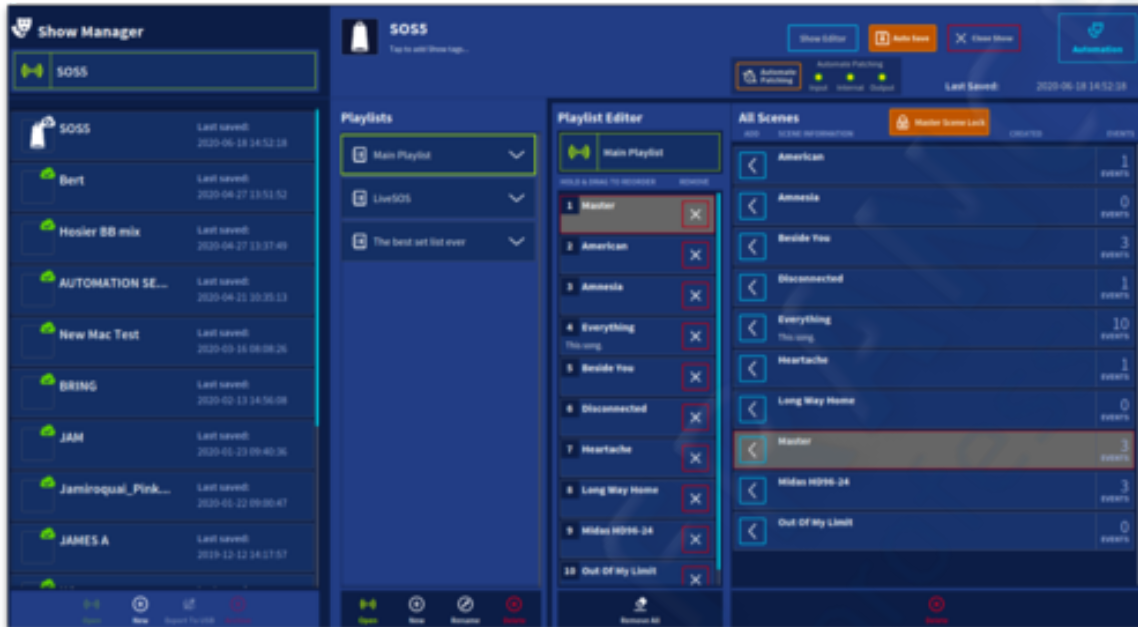 Show Manager
SOS5
SOS5
Last saved:
2020-06-18 14:52:18
Bert
Last saved:
2020-04-27 13:51:52
Hosier BB mix
Last saved:
2020-04-27 13:37:49
AUTOMATION SE...
Last saved:
2020-04-21 10:35:13
New Mac Test
Last saved:
2020-03-16 08:08:26
BRING
Last saved:
2020-02-13 14:56:08
JAM
Last saved:
2020-01-23 09:40:36
Jamiroquai_Pink...
Last saved:
2020-01-22 09:00:47
JAMES A
Last saved:
2019-12-12 14:17:57
Open
New
Export To USB
SOS5
Tap to add Show tags...
Show Editor
Auto Save
Close Show
Automation
Automate Patching
Automate Patching
Input
Internal
Output
Last Saved:
2020-06-18 14:52:18
Playlists
Main Playlist
LiveSOS
The best set list ever
Open
New
Rename
Delete
Playlist Editor
Main Playlist
HOLD & DRAG TO REORDER
REMOVE
1 Master
2 American
3 Amnesia
4 Everything
This song.
5 Beside You
6 Disconnected
7 Heartache
8 Long Way Home
9 Midas HD96-24
10 Out Of My Limit
Remove All
All Scenes
Master Scene Lock
ADD
SCENE INFORMATION
CREATED
EVENTS
American
1
EVENTS
Amnesia
0
EVENTS
Beside You
3
EVENTS
Disconnected
1
EVENTS
Everything
This song.
10
EVENTS
Heartache
1
EVENTS
Long Way Home
0
EVENTS
Master
3
EVENTS
Midas HD96-24
3
EVENTS
Out Of My Limit
0
EVENTS
Delete